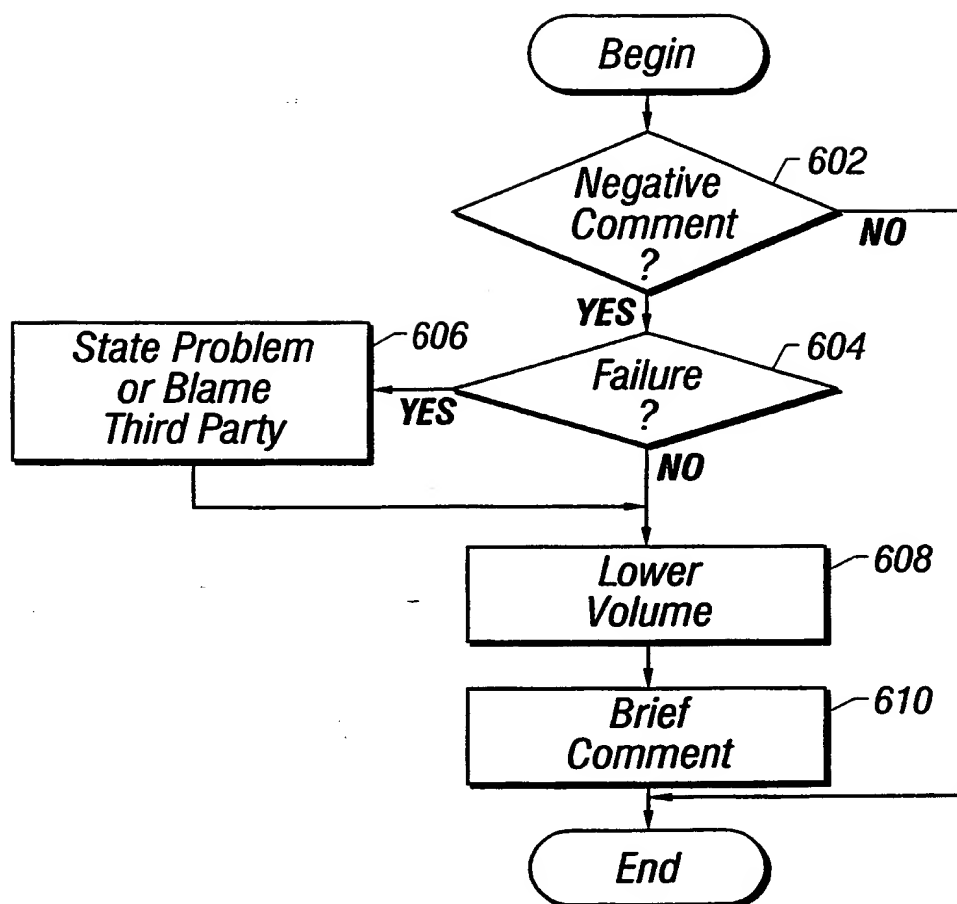 Begin
602
Negative
Comment
?
NO
YES
606
State Problem
or Blame
Third Party
604
Failure
?
YES
NO
608
Lower
Volume
610
Brief
Comment
End